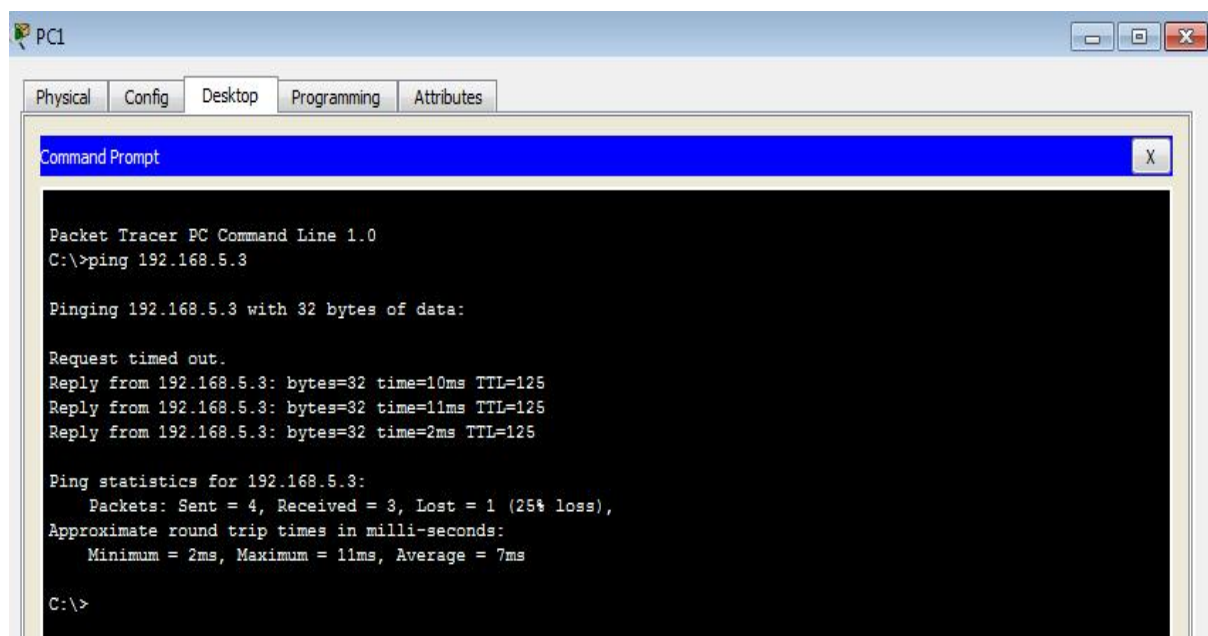 PC1
Physical Config Desktop Programming Attributes
Command Prompt
X
Packet Tracer PC Command Line 1.0
C:\>ping 192.168.5.3
Pinging 192.168.5.3 with 32 bytes of data:
Request timed out.
Reply from 192.168.5.3: bytes=32 time=10ms TTL=125
Reply from 192.168.5.3: bytes=32 time=11ms TTL=125
Reply from 192.168.5.3: bytes=32 time=2ms TTL=125
Ping statistics for 192.168.5.3:
Packets: Sent = 4, Received = 3, Lost = 1 (25% loss),
Approximate round trip times in milli-seconds:
Minimum = 2ms, Maximum = 11ms, Average = 7ms
C:\>